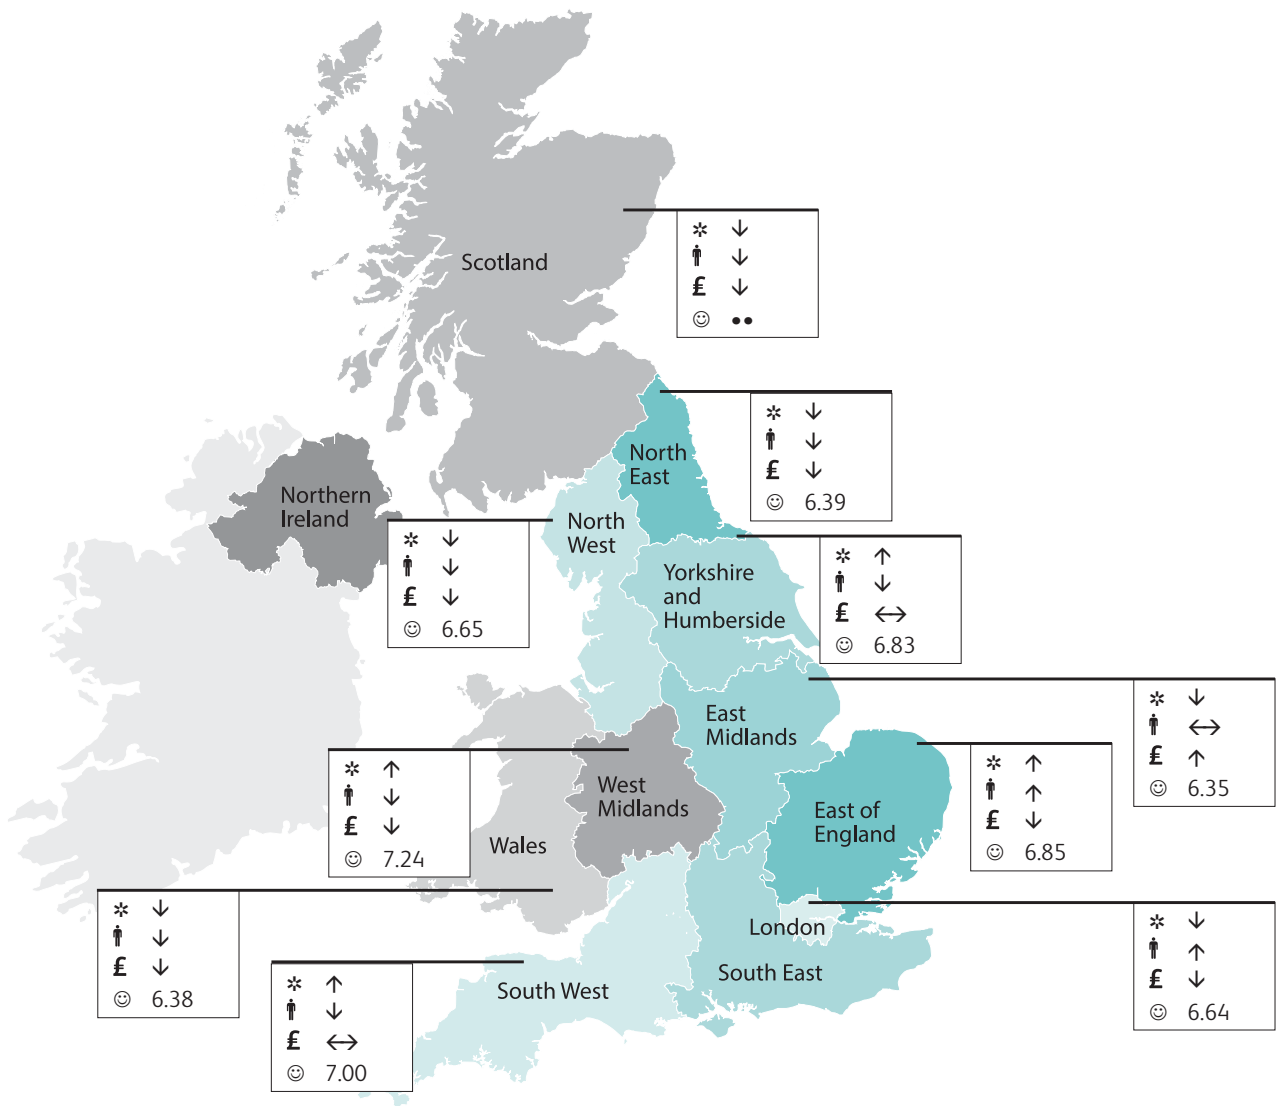 ✲ ↓
↓
£ ↓
☺ ••
Scotland
✲ ↓
↓
£ ↓
☺ 6.39
North
East
Northern
Ireland
✲ ↓
↓
£ ↓
☺ 6.65
North
West
✲ ↑
↓
£ ↔
☺ 6.83
Yorkshire
and
Humberside
✲ ↓
↔
£ ↑
☺ 6.35
East
Midlands
✲ ↑
↓
£ ↓
☺ 7.24
West
Midlands
✲ ↑
↑
£ ↓
☺ 6.85
East of
England
Wales
✲ ↓
↓
£ ↓
☺ 6.38
✲ ↓
↑
£ ↓
☺ 6.64
London
South East
✲ ↑
↓
£ ↔
☺ 7.00
South West